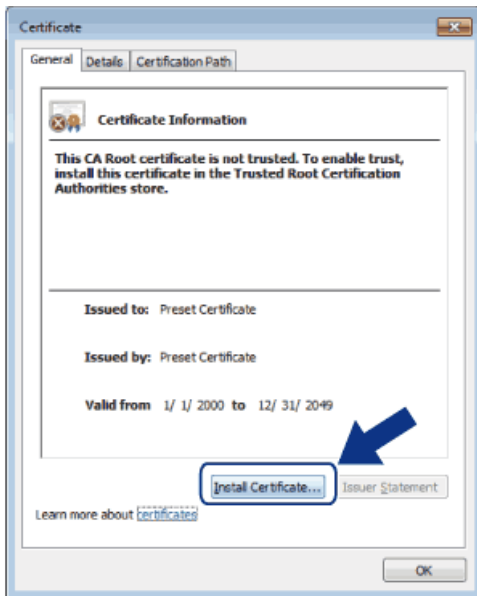 Certificate
General Details Certification Path
Certificate Information
This CA Root certificate is not trusted. To enable trust,
install this certificate in the Trusted Root Certification
Authorities store.
Issued to: Preset Certificate
Issued by: Preset Certificate
Valid from 1/ 1/ 2000 to 12/ 31/ 2049
Install Certificate... Issuer Statement
Learn more about certificates
OK